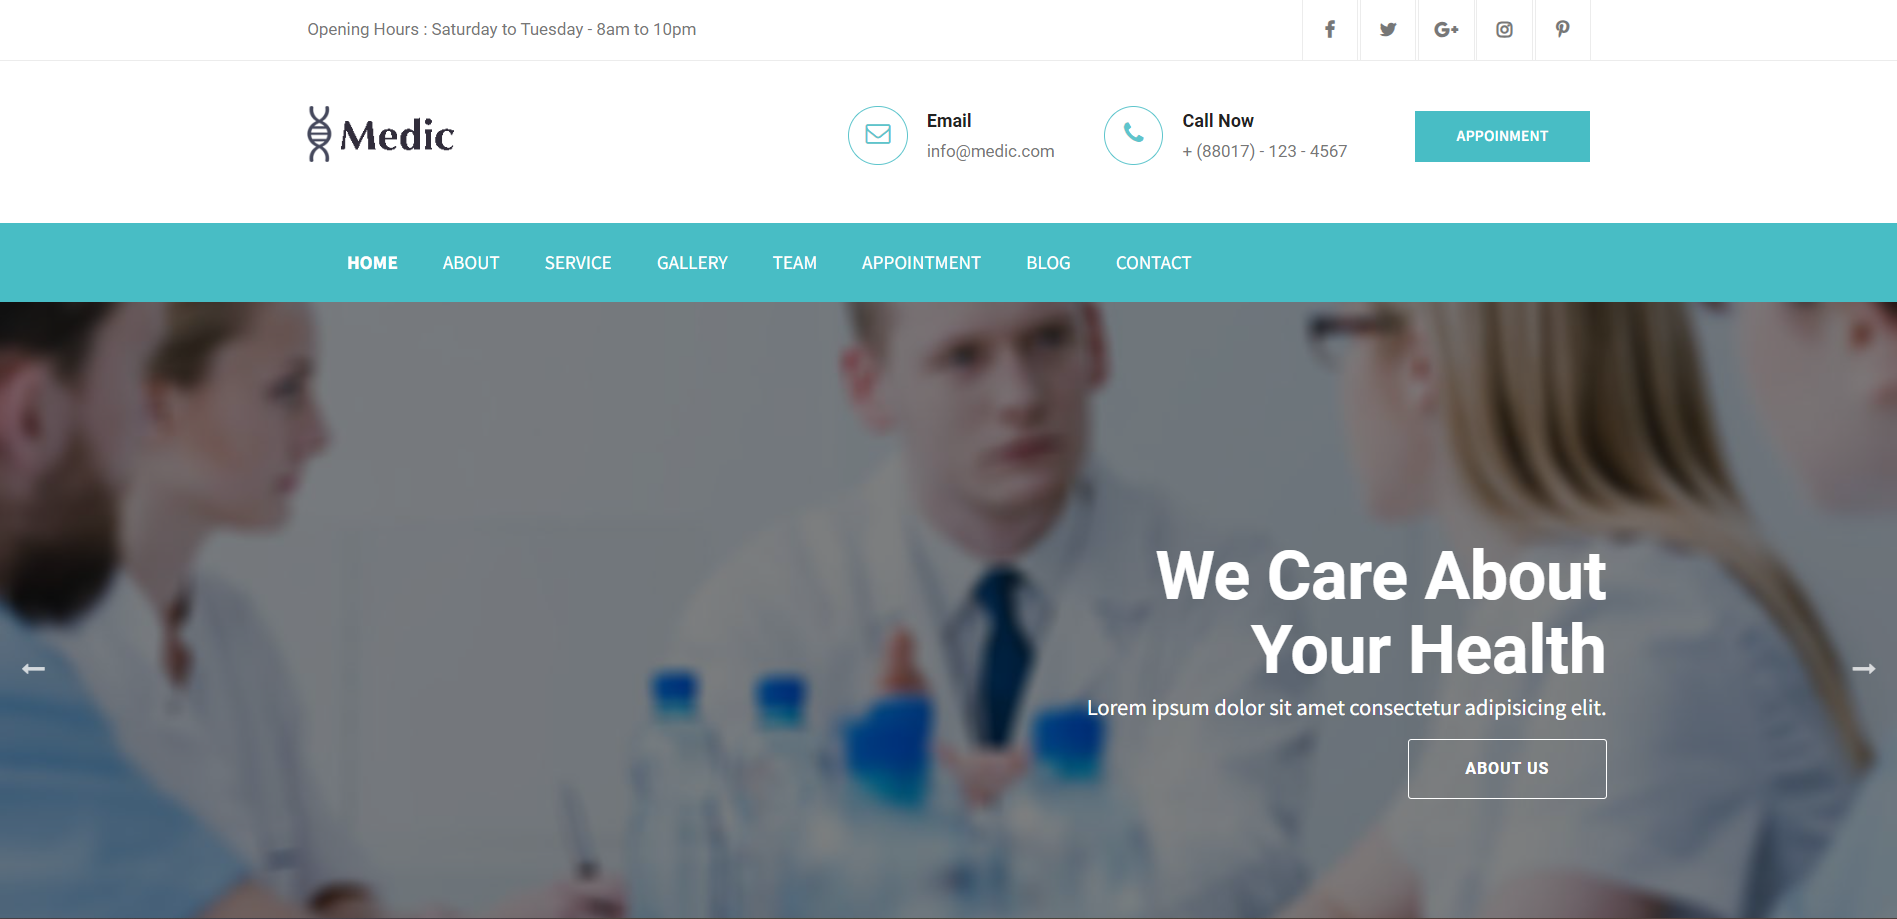 Opening Hours : Saturday to Tuesday - 8am to 10pm
Medic
Email
info@medic.com
Call Now
+ (88017) - 123 - 4567
APPOINMENT
HOME ABOUT SERVICE GALLERY TEAM APPOINTMENT BLOG CONTACT
We Care About
Your Health
Lorem ipsum dolor sit amet consectetur adipisicing elit.
ABOUT US